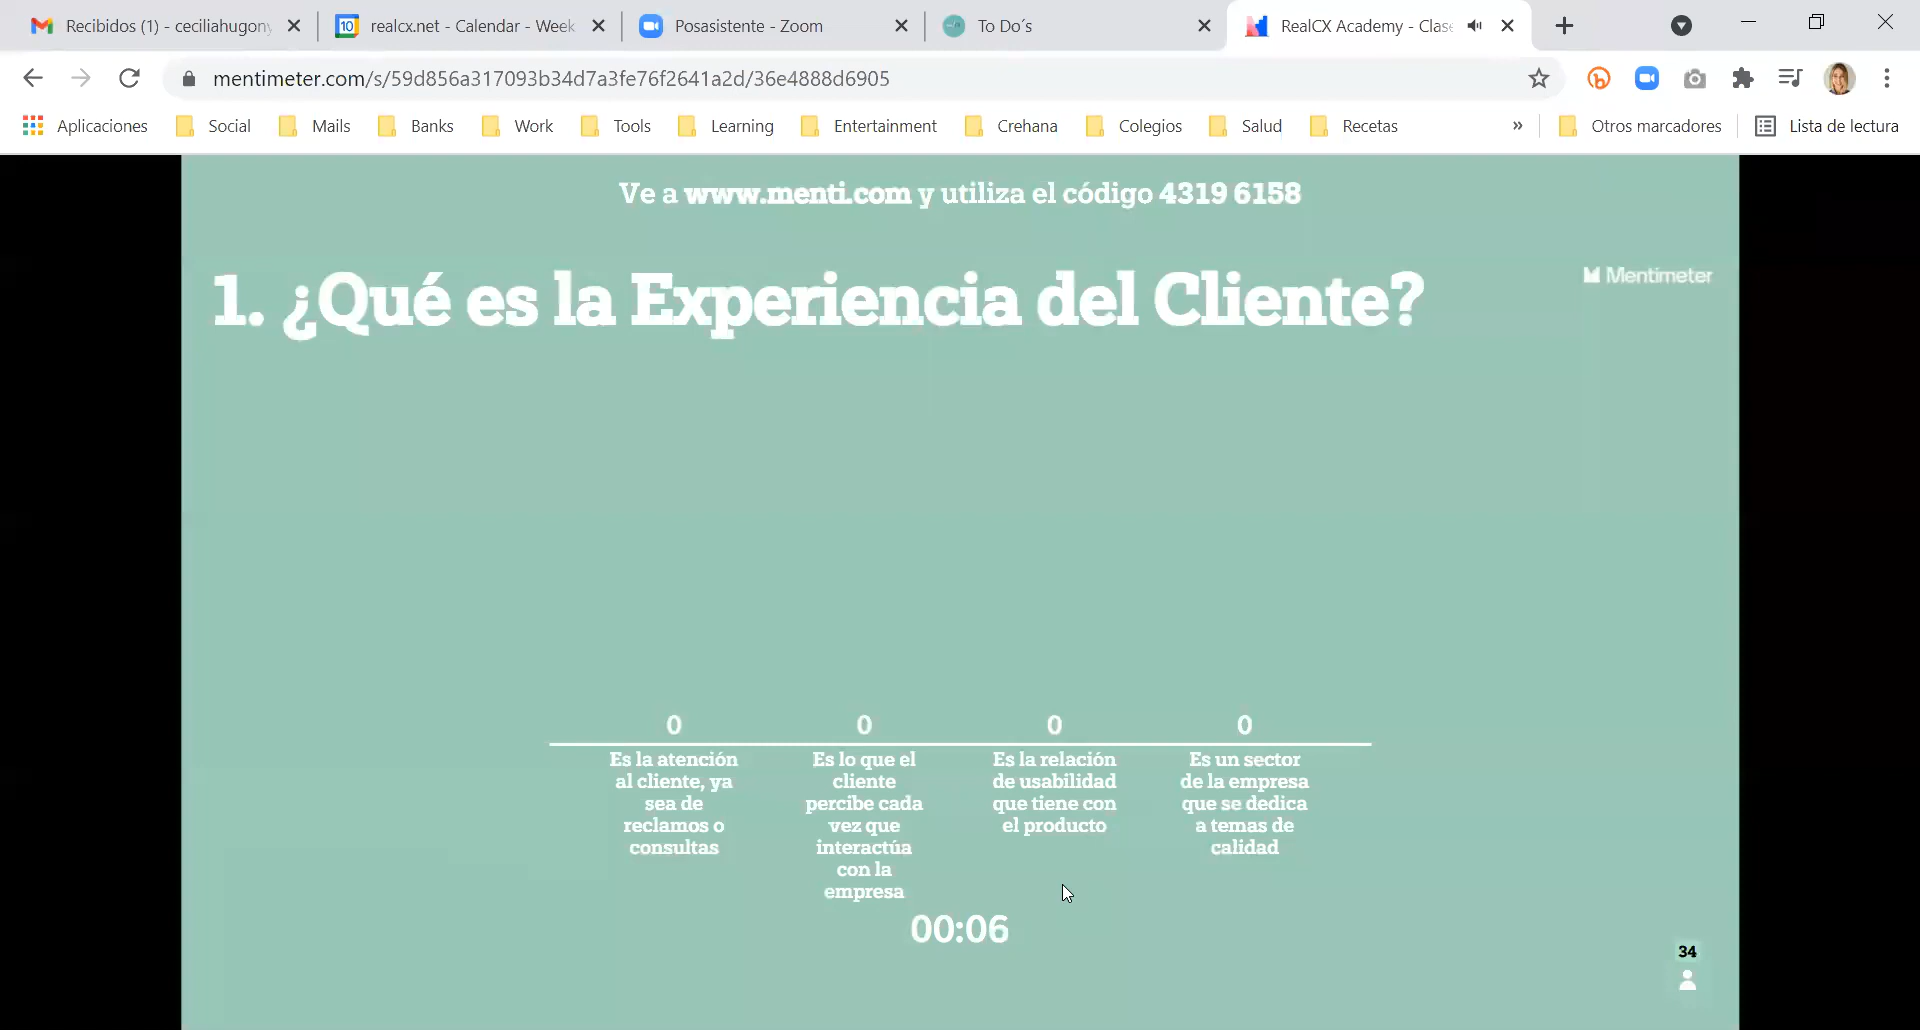 Recibidos (1) - ceciliahugony
realcx.net - Calendar - Week
Posasistente - Zoom
To Do´s
RealCX Academy - Clase
mentimeter.com/s/59d856a317093b34d7a3fe76f2641a2d/36e4888d6905
Aplicaciones
Social
Mails
Banks
Work
Tools
Learning
Entertainment
Crehana
Colegios
Salud
Recetas
»
Otros marcadores
Lista de lectura
Ve a www.menti.com y utiliza el código 4319 6158
1. ¿Qué es la Experiencia del Cliente?
Mentimeter
0
0
0
0
Es la atención
al cliente, ya
sea de
reclamos o
consultas
Es lo que el
cliente
percibe cada
vez que
interactúa
con la
empresa
Es la relación
de usabilidad
que tiene con
el producto
Es un sector
de la empresa
que se dedica
a temas de
calidad
00:06
34